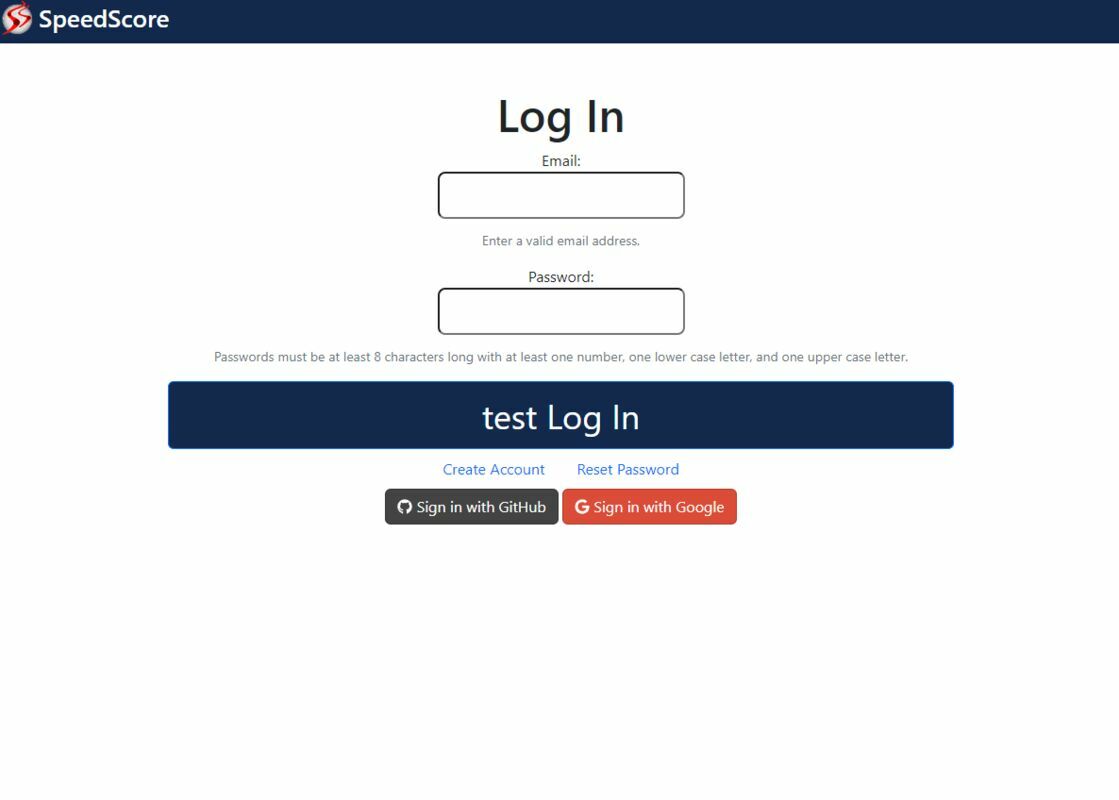 SpeedScore
Log In
Email:
Enter a valid email address.
Password:
Passwords must be at least 8 characters long with at least one number, one lower case letter, and one upper case letter.
test Log In
Create Account Reset Password
Sign in with GitHub Sign in with Google